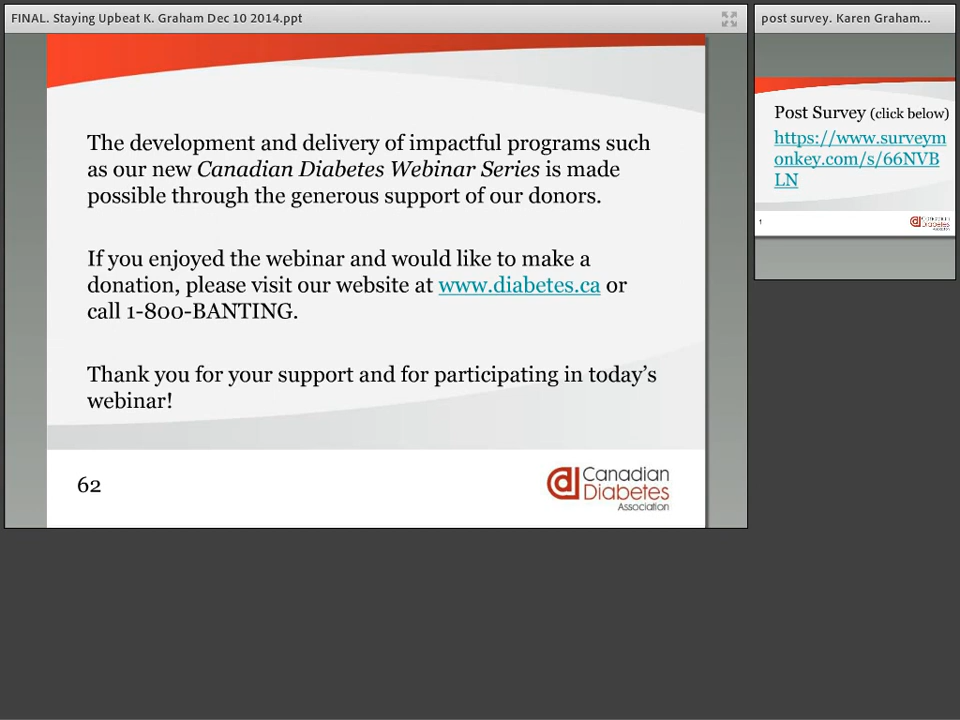 FINAL. Staying Upbeat K. Graham Dec 10 2014.ppt
The development and delivery of impactful programs such
as our new Canadian Diabetes Webinar Series is made
possible through the generous support of our donors.
If you enjoyed the webinar and would like to make a
donation, please visit our website at www.diabetes.ca or
call 1-800-BANTING.
Thank you for your support and for participating in today’s
webinar!
62
Canadian
Diabetes
Association
post survey. Karen Graham...
Post Survey (click below)
https://www.surveym
onkey.com/s/66NVB
LN
1
Canadian
Diabetes
Association